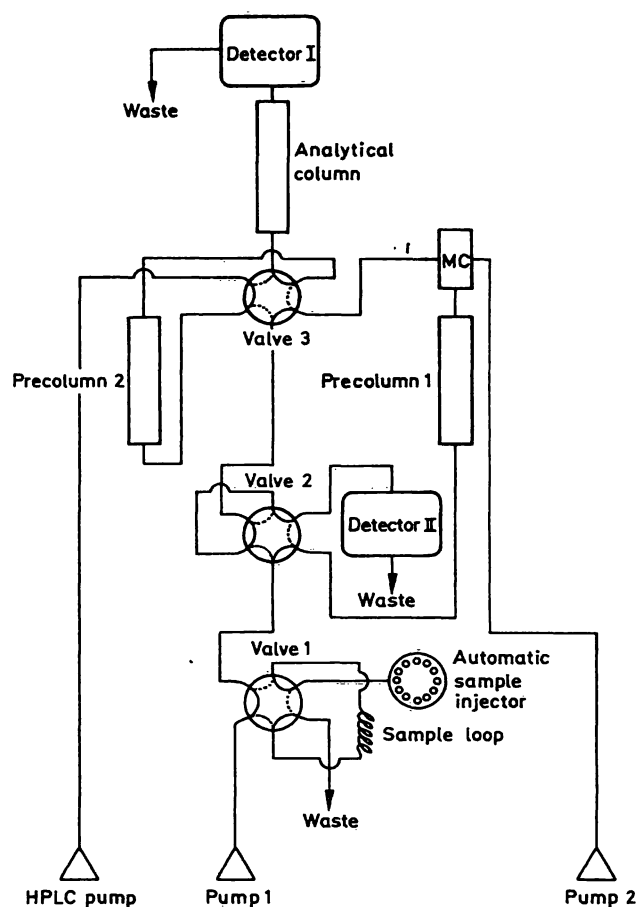 Detector I
Waste
Analytical
column
MC
Valve 3
Precolumn 2
Precolumn 1
Valve 2
Detector II
Waste
Valve 1
Automatic
sample
injector
Sample loop
Waste
HPLC pump
Pump 1
Pump 2